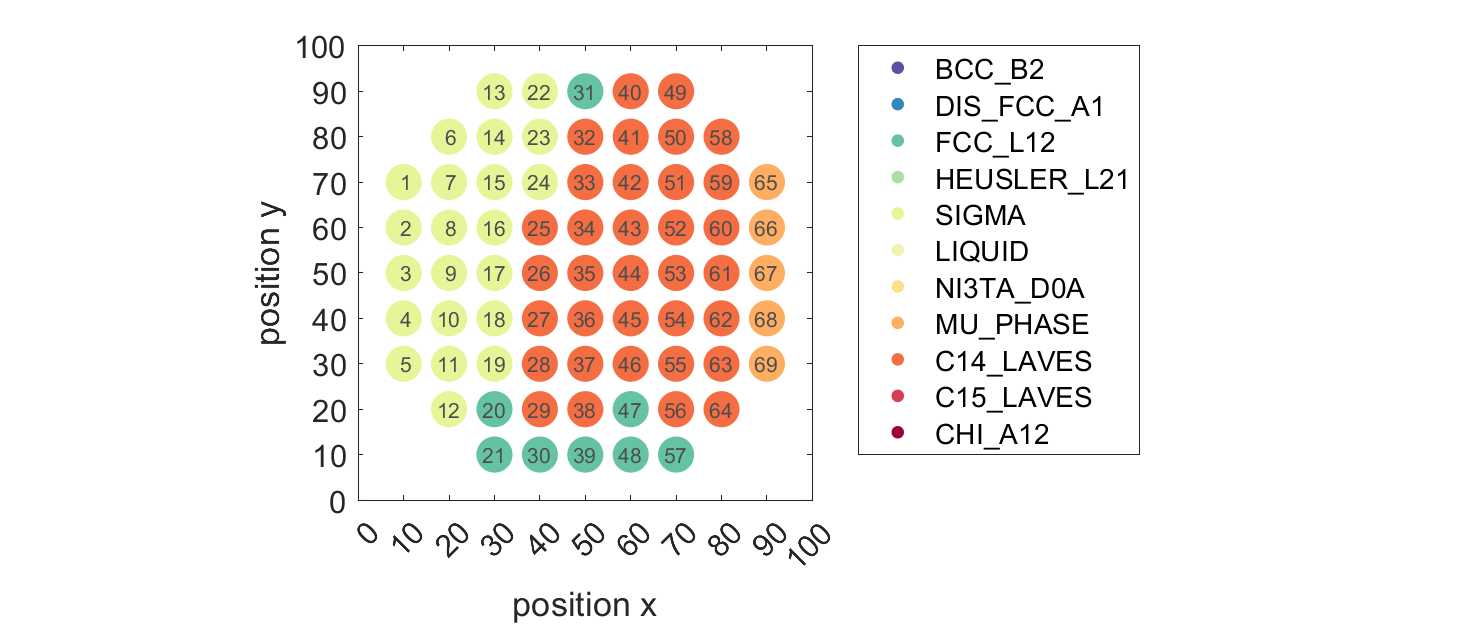 100
90 13 22 31 40 49
80 6 14 23 32 41 50 58
70 1 7 15 24 33 42 51 59 65
60 2 8 16 25 34 43 52 60 66
50 3 9 17 26 35 44 53 61 67
40 4 10 18 27 36 45 54 62 68
30 5 11 19 28 37 46 55 63 69
20 12 20 29 38 47 56 64
10 21 30 39 48 57
0
position y
0 10 20 30 40 50 60 70 80 90 100
position x
BCC_B2
DIS_FCC_A1
FCC_L12
HEUSLER_L21
SIGMA
LIQUID
NI3TA_D0A
MU_PHASE
C14_LAVES
C15_LAVES
CHI_A12